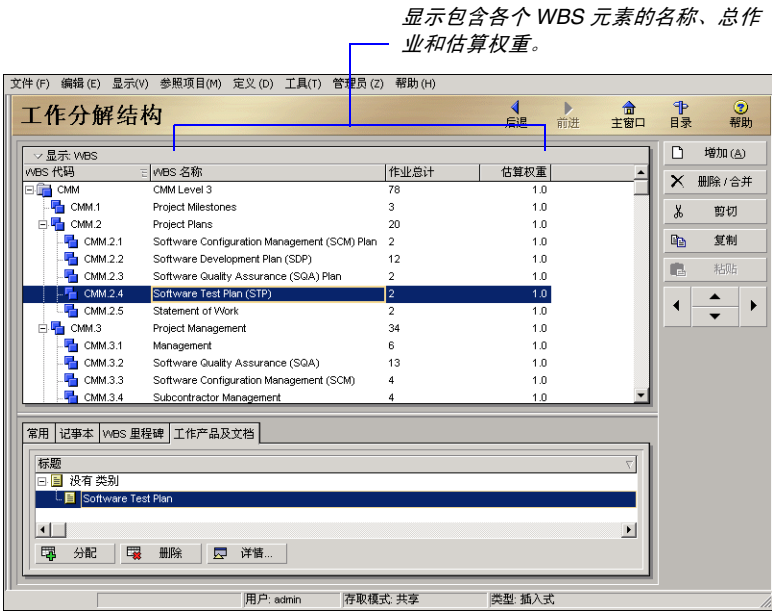 显示包含各个 WBS 元素的名称、总作
业和估算权重。
文件(F) 编辑(E) 显示(V) 参照项目(M) 定义(D) 工具(T) 管理员(Z) 帮助(H)
工作分解结构
后退 前进 主窗口 目录 帮助
显示: WBS
WBS 代码 WBS 名称 作业总计 估算权重
CMM CMM Level 3 78 1.0
CMM.1 Project Milestones 3 1.0
CMM.2 Project Plans 20 1.0
CMM.2.1 Software Configuration Management (SCM) Plan 2 1.0
CMM.2.2 Software Development Plan (SDP) 12 1.0
CMM.2.3 Software Quality Assurance (SQA) Plan 2 1.0
CMM.2.4 Software Test Plan (STP) 2 1.0
CMM.2.5 Statement of Work 2 1.0
CMM.3 Project Management 34 1.0
CMM.3.1 Management 6 1.0
CMM.3.2 Software Quality Assurance (SQA) 13 1.0
CMM.3.3 Software Configuration Management (SCM) 4 1.0
CMM.3.4 Subcontractor Management 4 1.0
增加(A)
删除/合并
剪切
复制
粘贴
常用 记事本 WBS 里程碑 工作产品及文档
标题
没有 类别
Software Test Plan
分配 删除 详情...
用户: admin 存取模式: 共享 类型: 插入式